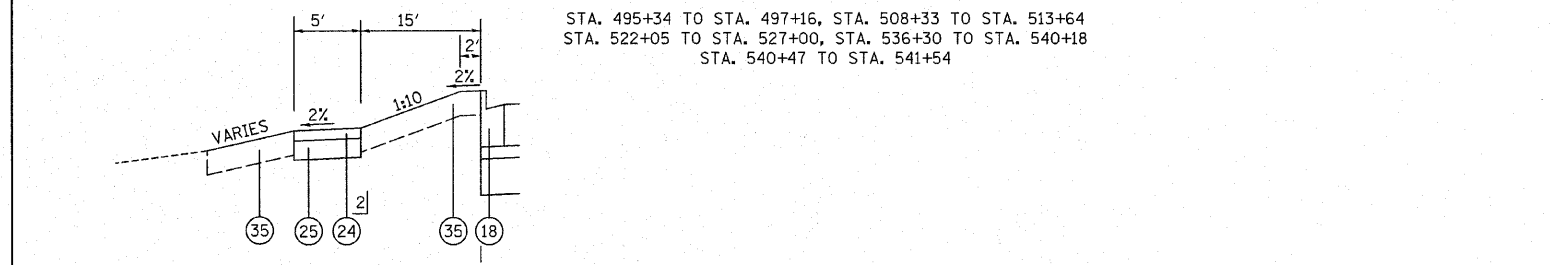 5' 15'
STA. 495+34 TO STA. 497+16, STA. 508+33 TO STA. 513+64
STA. 522+05 TO STA. 527+00, STA. 536+30 TO STA. 540+18
STA. 540+47 TO STA. 541+54
2'
2%
1:10
2%
VARIES
2
35 25 24 35 18